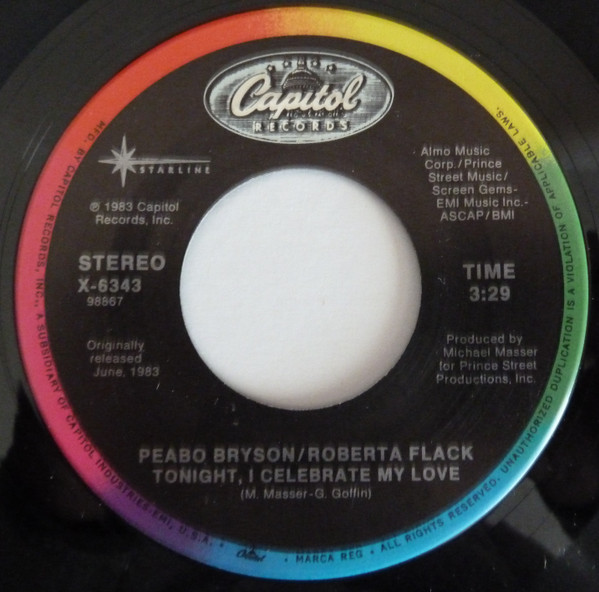 Capitol
RECORDS
STARLINE
℗ 1983 Capitol
Records, Inc.
Almo Music
Corp./Prince
Street Music/
Screen Gems-
EMI Music Inc.-
ASCAP/BMI
STEREO
X-6343
98867
TIME
3:29
Originally
released
June, 1983
Produced by
Michael Masser
for Prince Street
Productions, Inc.
PEABO BRYSON/ROBERTA FLACK
TONIGHT, I CELEBRATE MY LOVE
(M. Masser-G. Goffin)
MFD. BY CAPITOL RECORDS, INC., A SUBSIDIARY OF CAPITOL INDUSTRIES-EMI, U.S.A. •
MARCA REG • ALL RIGHTS RESERVED. UNAUTHORIZED DUPLICATION IS A VIOLATION OF APPLICABLE LAWS.